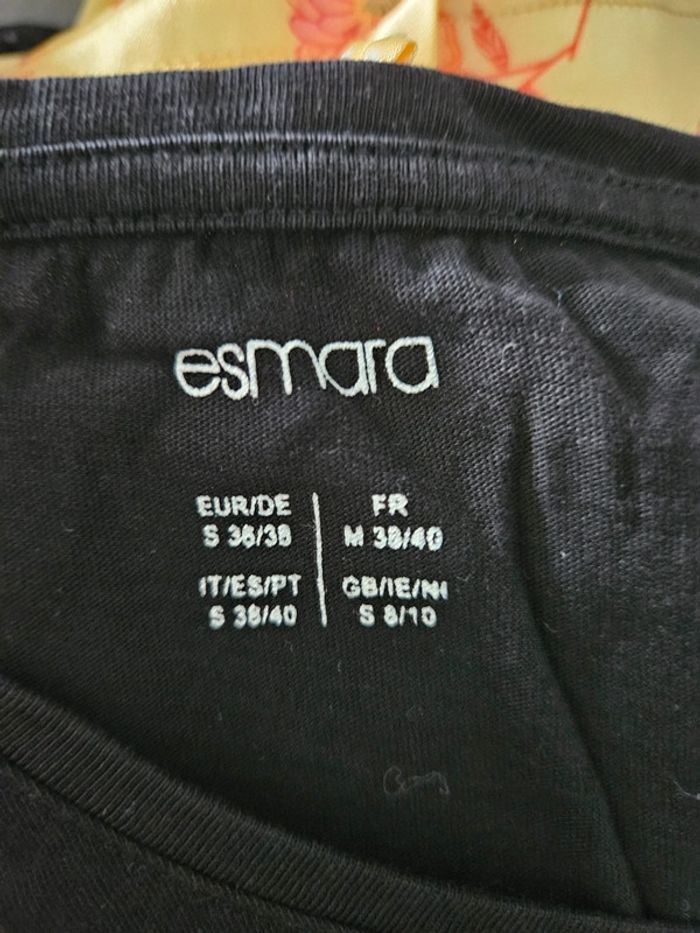 esmara
EUR/DE
S 36/38
FR
M 38/40
IT/ES/PT
S 38/40
GB/IE/NI
S 8/10